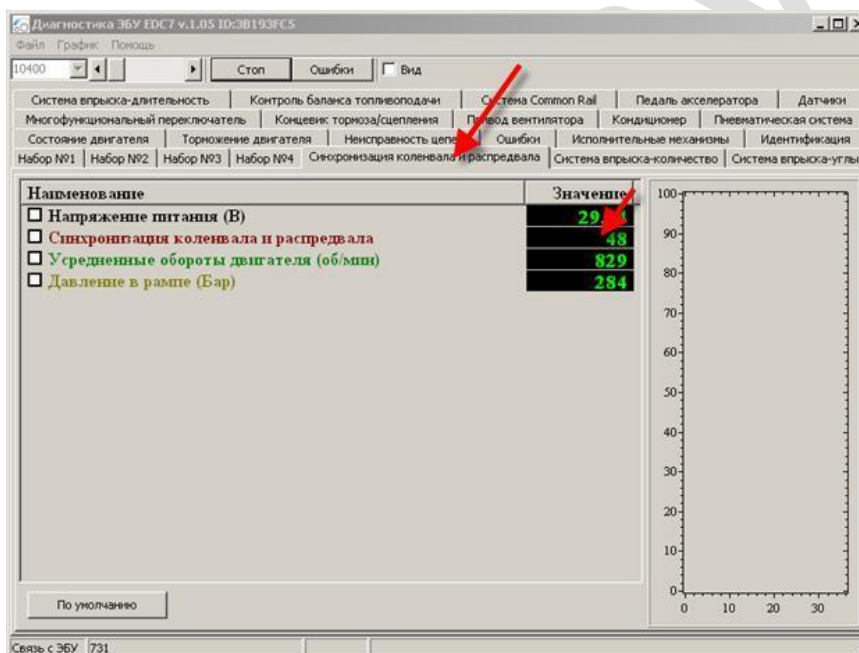 Диагностика ЭБУ EDC7 v.1.05 ID:3B193FC5
Файл График Помощь
10400 Стоп Ошибки Вид
Система впрыска-длительность Контроль баланса топливоподачи Система Common Rail Педаль акселератора Датчики
Многофункциональный переключатель Концевик тормоза/сцепления Привод вентилятора Кондиционер Пневматическая система
Состояние двигателя Торможение двигателя Неисправность цепей Ошибки Исполнительные механизмы Идентификация
Набор №1 Набор №2 Набор №3 Набор №4 Синхронизация коленвала и распредвала Система впрыска-количество Система впрыска-углы
Наименование Значение
Напряжение питания (В)
Синхронизация коленвала и распредвала 48
Усредненные обороты двигателя (об/мин) 829
Давление в рампе (Бар) 284
100
90
80
70
60
50
40
30
20
10
0
0 10 20 30
По умолчанию
Связь с ЭБУ 731